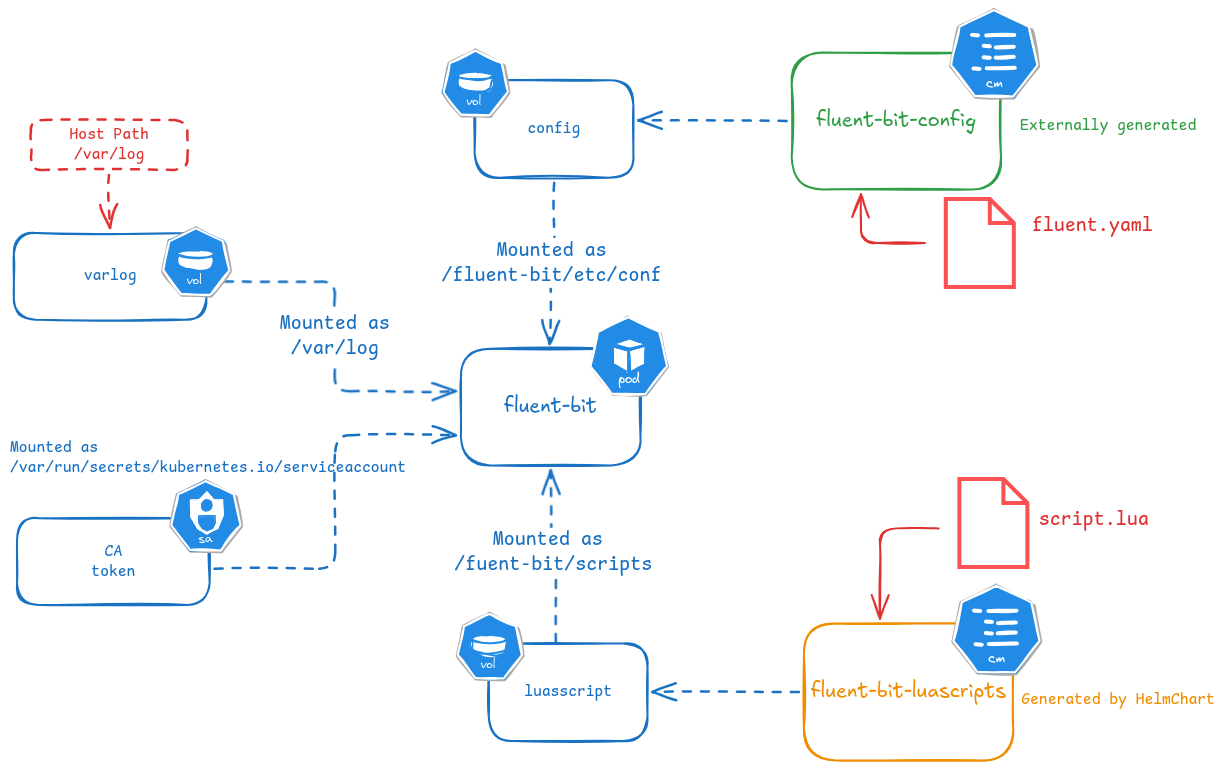 cm
vol
config
fluent-bit-config
Externally generated
Host Path
/var/log
fluent.yaml
vol
varlog
Mounted as
/fluent-bit/etc/conf
Mounted as
/var/log
pod
fluent-bit
Mounted as
/var/run/secrets/kubernetes.io/serviceaccount
sa
CA
token
script.lua
Mounted as
/fuent-bit/scripts
cm
vol
luasscript
fluent-bit-luascripts
Generated by HelmChart